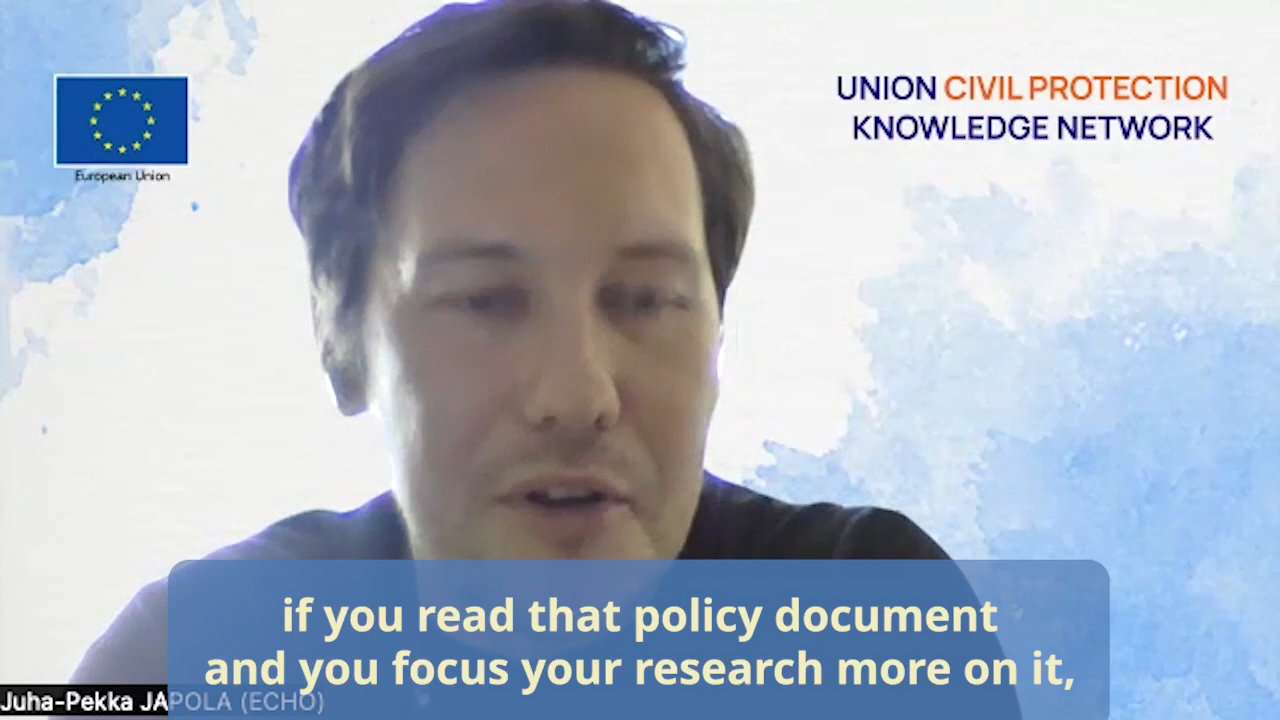 European Union
UNION CIVIL PROTECTION
KNOWLEDGE NETWORK
if you read that policy document
and you focus your research more on it,
Juha-Pekka JAPOLA (ECHO)